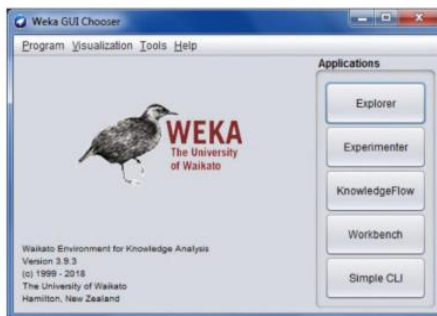 Weka GUI Chooser
Program Visualization Tools Help
Applications
WEKA
The University
of Waikato
Explorer
Experimenter
KnowledgeFlow
Workbench
Simple CLI
Waikato Environment for Knowledge Analysis
Version 3.9.3
(c) 1999 - 2018
The University of Waikato
Hamilton, New Zealand